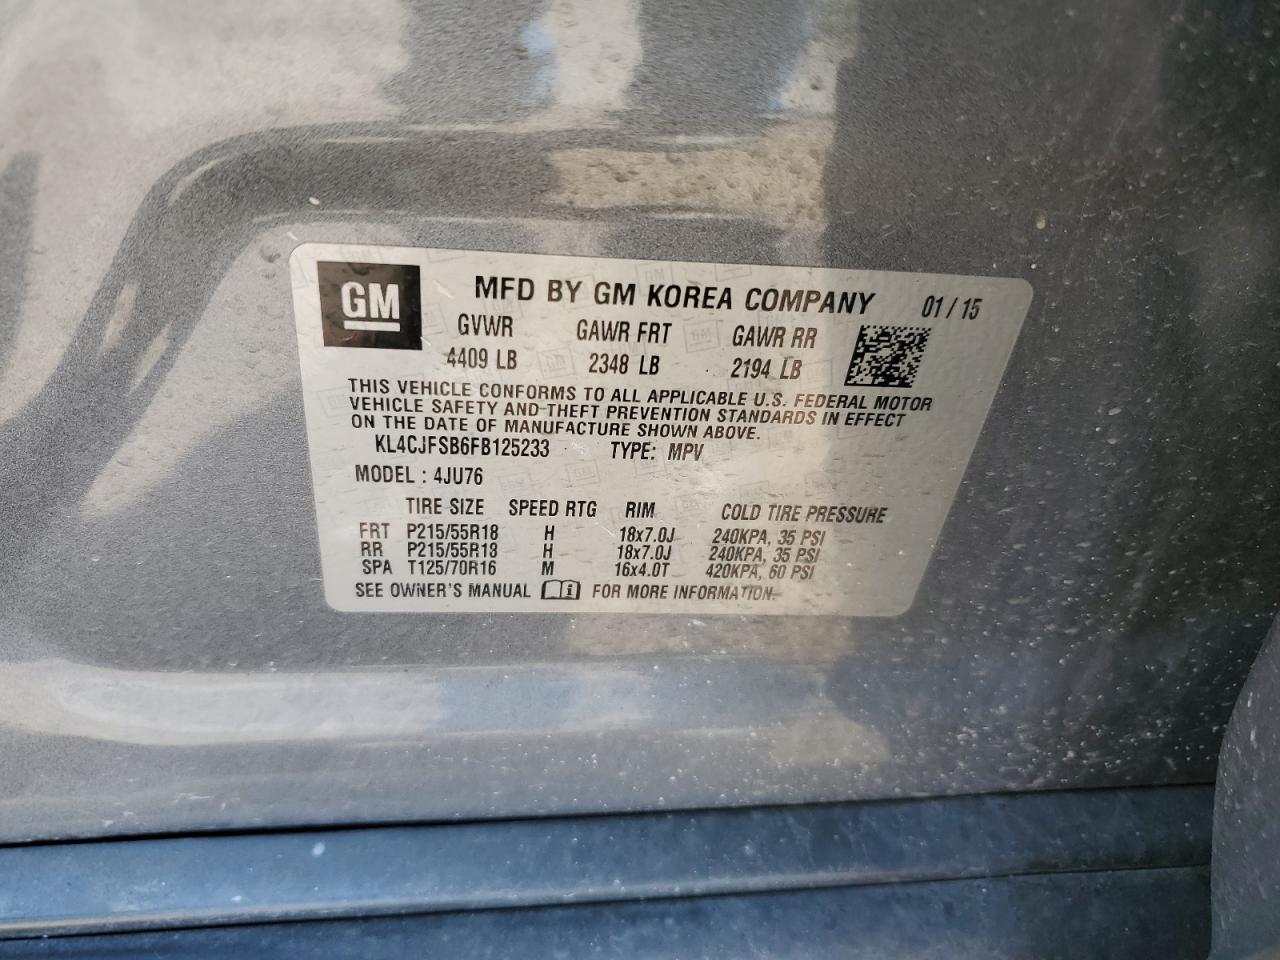 GM
MFD BY GM KOREA COMPANY 01 / 15
GVWR GAWR FRT GAWR RR
4409 LB 2348 LB 2194 LB
THIS VEHICLE CONFORMS TO ALL APPLICABLE U.S. FEDERAL MOTOR
VEHICLE SAFETY AND THEFT PREVENTION STANDARDS IN EFFECT
ON THE DATE OF MANUFACTURE SHOWN ABOVE.
KL4CJFSB6FB125233 TYPE: MPV
MODEL : 4JU76
TIRE SIZE SPEED RTG RIM COLD TIRE PRESSURE
FRT P215/55R18 H 18x7.0J 240KPA, 35 PSI
RR P215/55R18 H 18x7.0J 240KPA, 35 PSI
SPA T125/70R16 M 16x4.0T 420KPA, 60 PSI
SEE OWNER'S MANUAL FOR MORE INFORMATION.